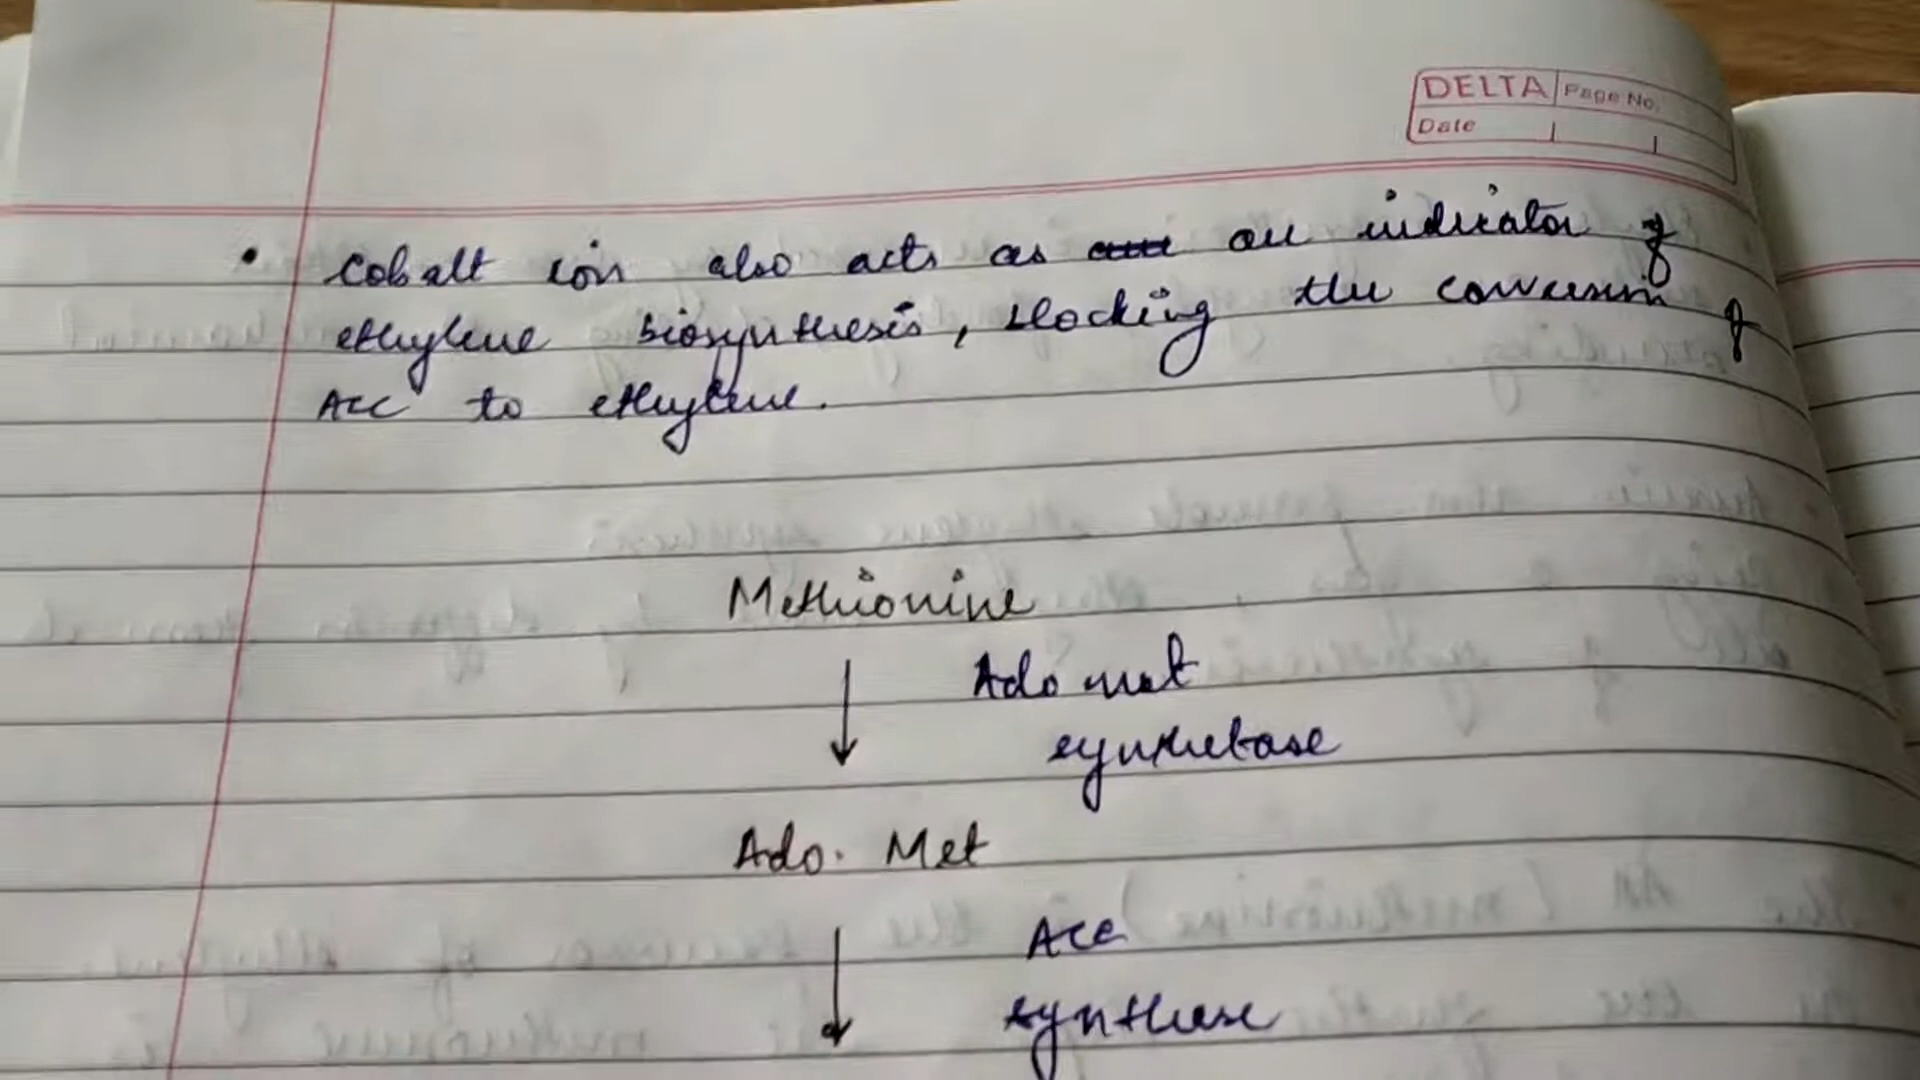 DELTA Page No.
Date
• Cobalt ion also acts as an indicator of
ethylene biosynthesis, blocking the conversion of
ACC to ethylene.
Methionine
Ado met
synthetase
Ado. Met
ACC
synthase